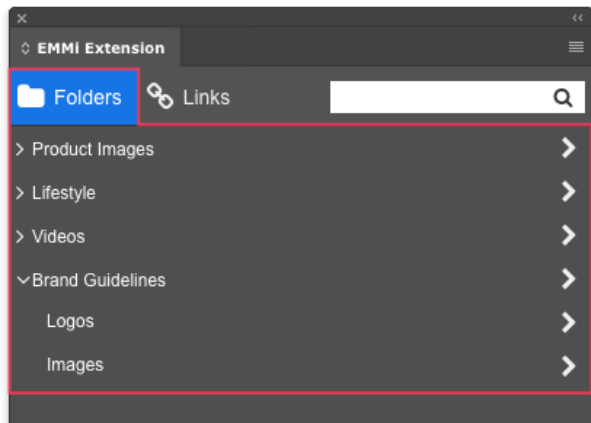 EMMi Extension
Folders Links
Product Images
Lifestyle
Videos
Brand Guidelines
Logos
Images